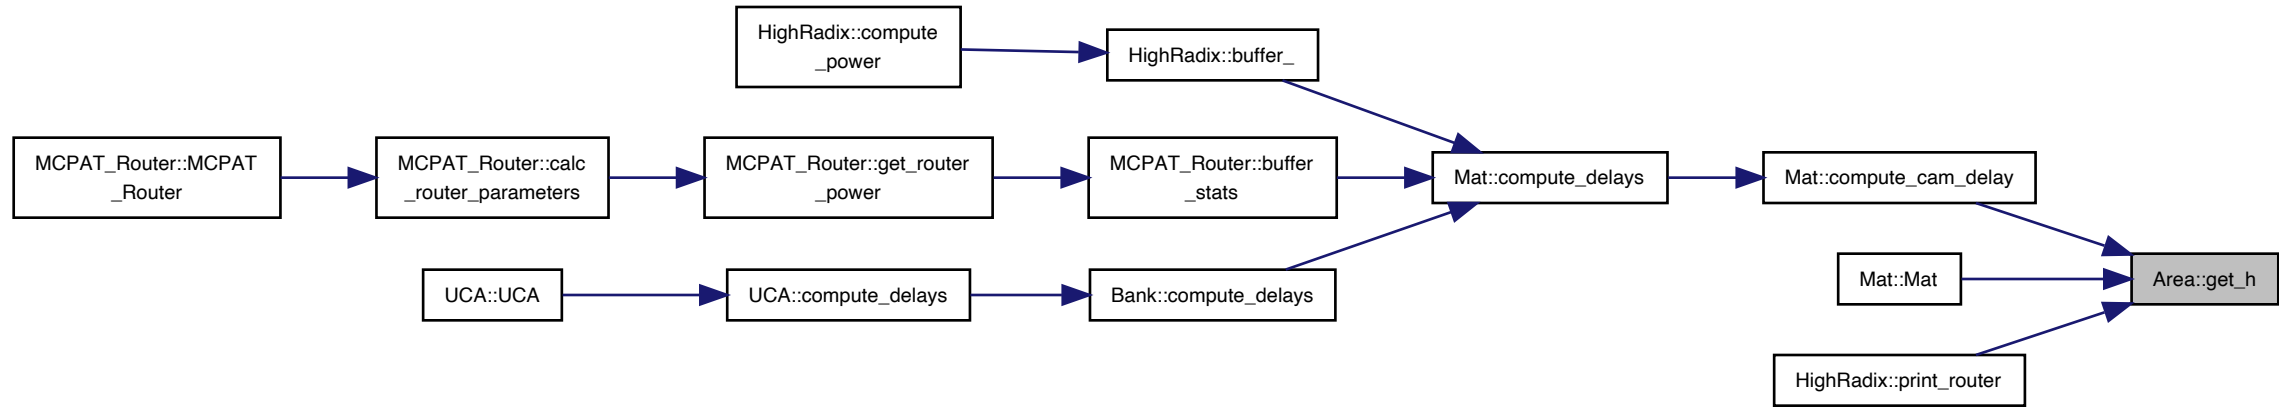 HighRadix::compute
_power
HighRadix::buffer_
MCPAT_Router::MCPAT
_Router
MCPAT_Router::calc
_router_parameters
MCPAT_Router::get_router
_power
MCPAT_Router::buffer
_stats
Mat::compute_delays
Mat::compute_cam_delay
UCA::UCA
UCA::compute_delays
Bank::compute_delays
Mat::Mat
Area::get_h
HighRadix::print_router